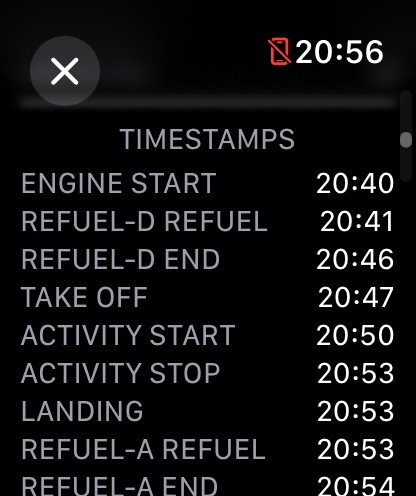 20:56
TIMESTAMPS
ENGINE START 20:40
REFUEL-D REFUEL 20:41
REFUEL-D END 20:46
TAKE OFF 20:47
ACTIVITY START 20:50
ACTIVITY STOP 20:53
LANDING 20:53
REFUEL-A REFUEL 20:53
REFUEL-A END 20:54